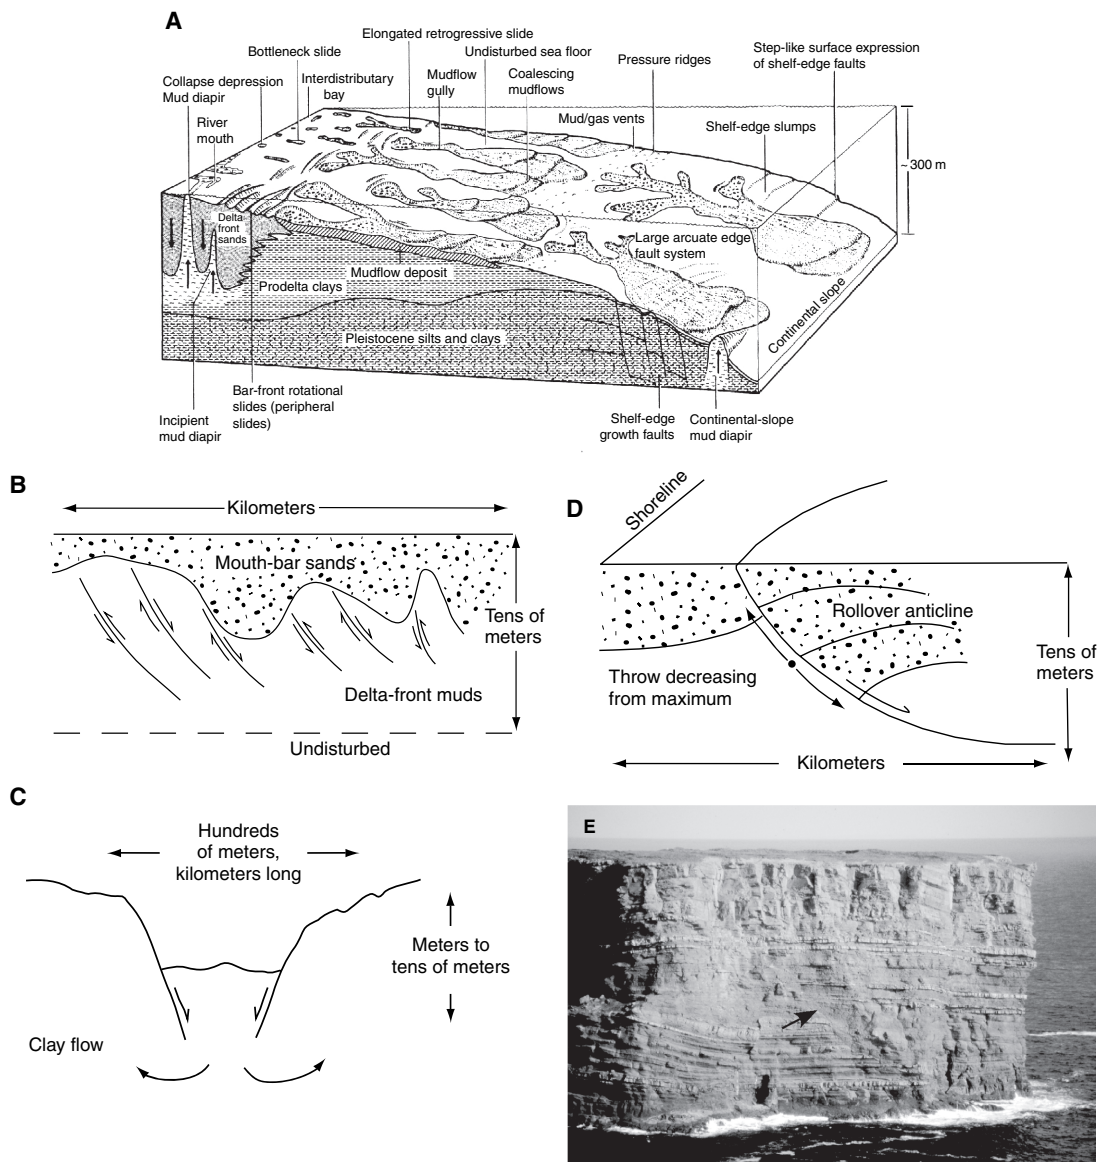 A
Elongated retrogressive slide
Bottleneck slide
Undisturbed sea floor
Step-like surface expression
of shelf-edge faults
Pressure ridges
Collapse depression
Mud diapir
Interdistributary
bay
Mudflow
gully
Coalescing
mudflows
River
mouth
Mud/gas vents
Shelf-edge slumps
~300 m
Delta-
front
sands
Large arcuate edge
fault system
Mudflow deposit
Prodelta clays
Continental slope
Pleistocene silts and clays
Bar-front rotational
slides (peripheral
slides)
Incipient
mud diapir
Shelf-edge
growth faults
Continental-slope
mud diapir
B
Kilometers
Mouth-bar sands
Tens of
meters
Delta-front muds
Undisturbed
D
Shoreline
Rollover anticline
Throw decreasing
from maximum
Tens of
meters
Kilometers
C
Hundreds
of meters,
kilometers long
Meters to
tens of meters
Clay flow
E